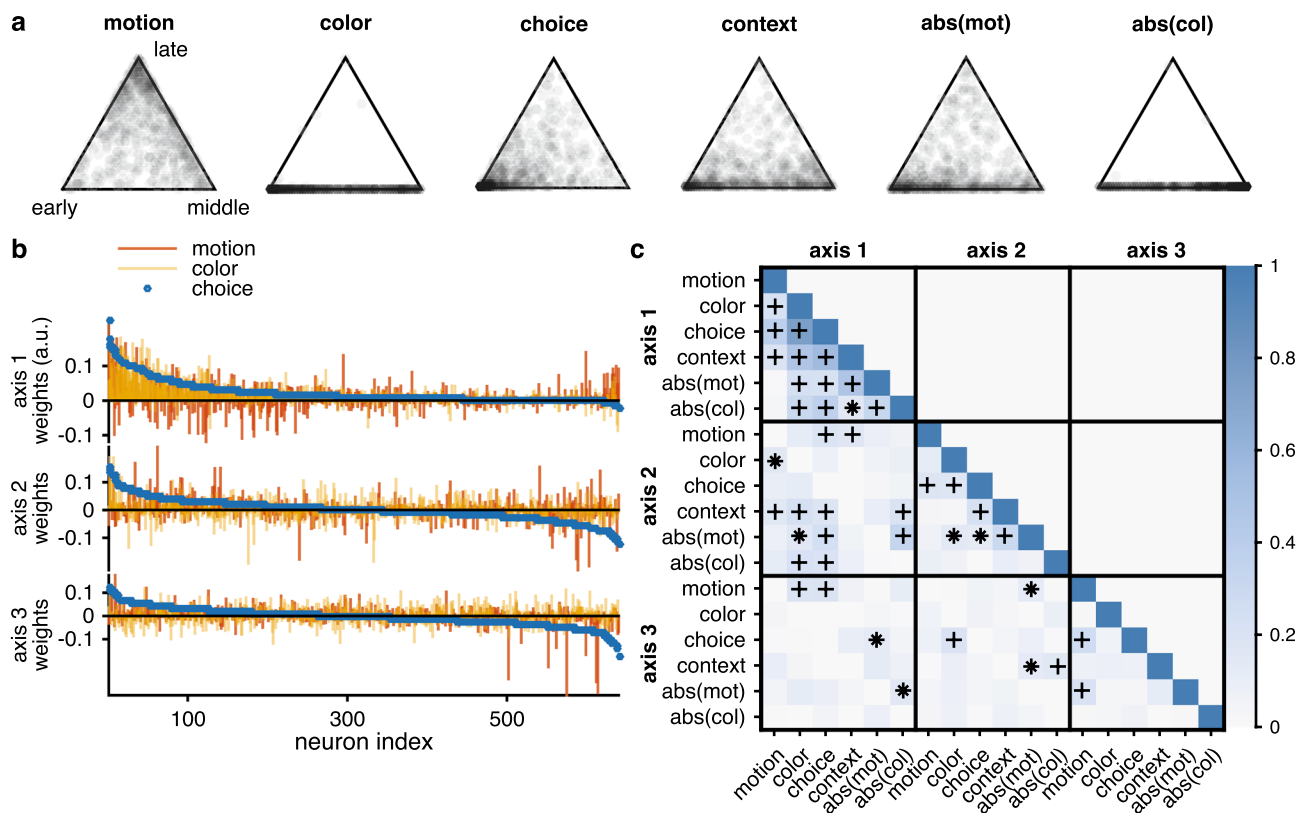 a
motion color choice context abs(mot) abs(col)
late
early middle
b
motion
color
choice
axis 1
weights (a.u.)
0.1
0
-0.1
axis 2
weights
0.1
0
-0.1
axis 3
weights
0.1
0
-0.1
100 300 500
neuron index
c
axis 1 axis 2 axis 3
axis 1
motion
color
choice
context
abs(mot)
abs(col)
axis 2
motion
color
choice
context
abs(mot)
abs(col)
axis 3
motion
color
choice
context
abs(mot)
abs(col)
motion color choice context abs(mot) abs(col) motion color choice context abs(mot) abs(col) motion color choice context abs(mot) abs(col)
1
0.8
0.6
0.4
0.2
0